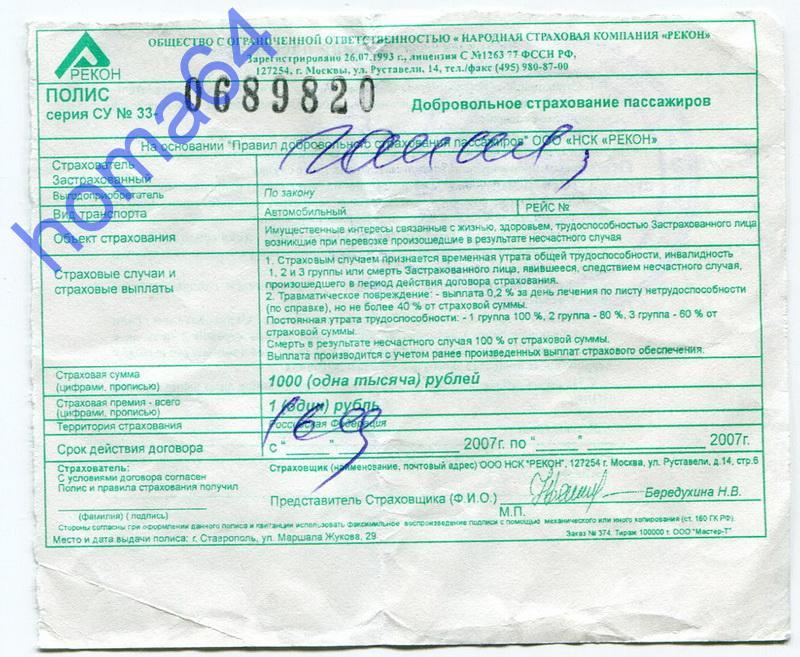 ОБЩЕСТВО С ОГРАНИЧЕННОЙ ОТВЕТСТВЕННОСТЬЮ « НАРОДНАЯ СТРАХОВАЯ КОМПАНИЯ «РЕКОН»
Зарегистрировано 26.07.1993 г., лицензия С №1263 77 ФССН РФ,
127254, г. Москвы, ул. Руставели, 14, тел./факс (495) 980-87-00
РЕКОН
ПОЛИС
серия СУ № 33-
0689820
Добровольное страхование пассажиров
На основании "Правил добровольного страхования пассажиров" ООО «НСК «РЕКОН»
Страхователь
Застрахованный
Выгодоприобретатель
По закону
Вид транспорта
Автомобильный
РЕЙС №
Объект страхования
Имущественные интересы связанные с жизнью, здоровьем, трудоспособностью Застрахованного лица
возникшие при перевозке произошедшие в результате несчастного случая
Страховые случаи и
страховые выплаты
1. Страховым случаем признается временная утрата общей трудоспособности, инвалидность
1, 2 и 3 группы или смерть Застрахованного лица, явившееся, следствием несчастного случая,
произошедшего в период действия договора страхования.
2. Травматическое повреждение: - выплата 0,2 % за день лечения по листу нетрудоспособности
(по справке), но не более 40 % от страховой суммы.
Постоянная утрата трудоспособности: - 1 группа 100 %, 2 группа - 80 %, 3 группа - 60 % от
страховой суммы.
Смерть в результате несчастного случая 100 % от страховой суммы.
Выплата производится с учетом ранее произведенных выплат страхового обеспечения.
Страховая сумма
(цифрами, прописью)
1000 (одна тысяча) рублей
Страховая премия - всего
(цифрами, прописью)
1 (один) рубль
Территория страхования
Российская Федерация
Срок действия договора
С "____" ____ 2007г. по "____" ____ 2007г.
Страхователь:
С условиями договора согласен
Полис и правила страхования получил
(фамилия) ( подпись)
Страховщик (наименование, почтовый адрес) ООО НСК "РЕКОН", 127254 г. Москва, ул. Руставели, д.14, стр.6
Представитель Страховщика (Ф.И.О.)
Бередухина Н.В.
М.П.
Стороны согласны при оформлении данного полиса и квитанции использовать факсимильное воспроизведение подписи с помощью механического или иного копирования (ст. 160 ГК РФ).
Место и дата выдачи полиса: г. Ставрополь, ул. Маршала Жукова, 29
Заказ № 374. Тираж 100000 т. ООО "Мастер-Т"
homa64